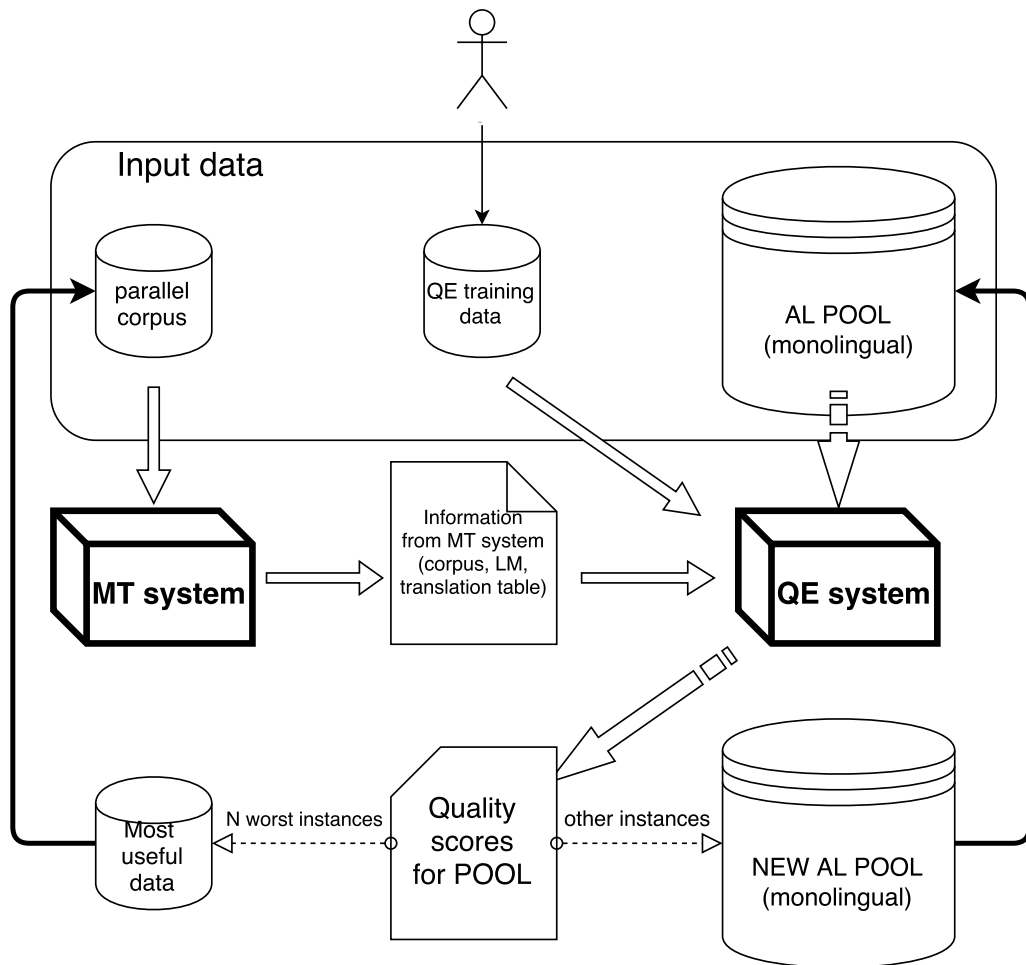 Input data
parallel
corpus
QE training
data
AL POOL
(monolingual)
Information
from MT system
(corpus, LM,
translation table)
MT system
QE system
Most
useful
data
N worst instances
Quality
scores
for POOL
other instances
NEW AL POOL
(monolingual)